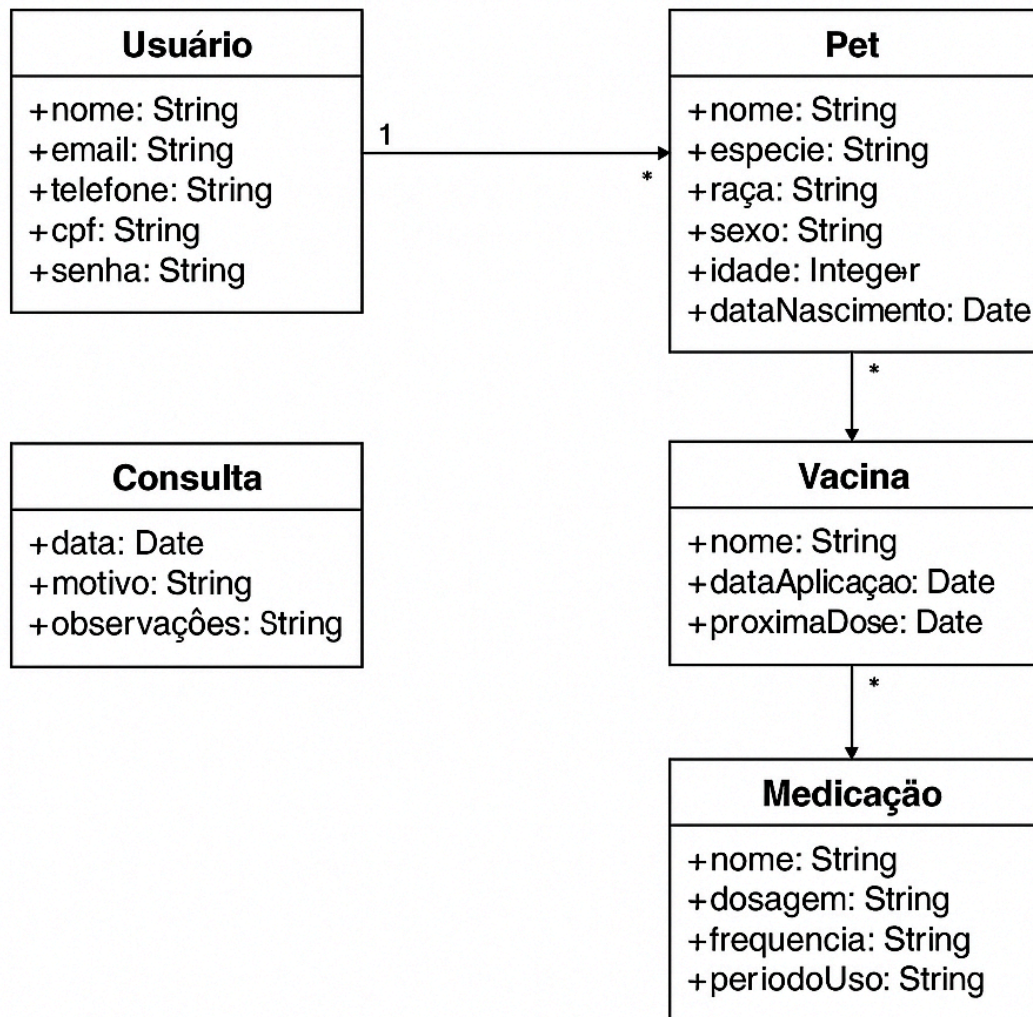 Usuário
+nome: String
+email: String
+telefone: String
+cpf: String
+senha: String
1
*
Pet
+nome: String
+especie: String
+raça: String
+sexo: String
+idade: Integer
+dataNascimento: Date
*
Consulta
+data: Date
+motivo: String
+observaçôes: String
Vacina
+nome: String
+dataAplicaçao: Date
+proximaDose: Date
*
Medicaçäo
+nome: String
+dosagem: String
+frequencia: String
+periodoUso: String